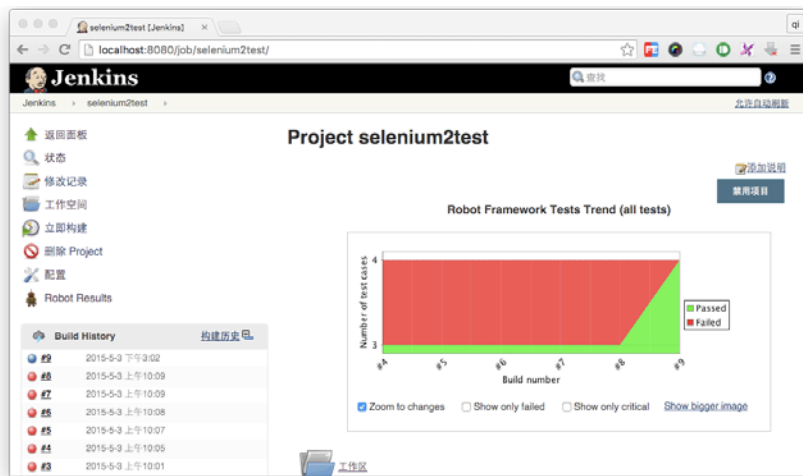 selenium2test [Jenkins]
qi
localhost:8080/job/selenium2test/
Jenkins
查找
Jenkins
selenium2test
允许自动刷新
返回面板
状态
修改记录
工作空间
立即构建
删除 Project
配置
Robot Results
Build History
构建历史
#9 2015-5-3 下午3:02
#8 2015-5-3 上午10:09
#7 2015-5-3 上午10:09
#6 2015-5-3 上午10:08
#5 2015-5-3 上午10:07
#4 2015-5-3 上午10:05
#3 2015-5-3 上午10:01
Project selenium2test
添加说明
禁用项目
Robot Framework Tests Trend (all tests)
Number of test cases
4
3
#4 #5 #6 #7 #8 #9
Build number
Passed
Failed
Zoom to changes Show only failed Show only critical Show bigger image
工作区